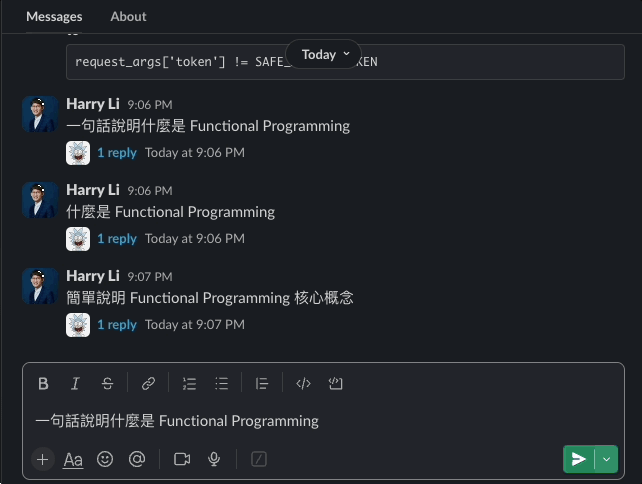 Messages About
request_args['token'] != SAFE_
Today
Harry Li 9:06 PM
一句話說明什麼是 Functional Programming
1 reply Today at 9:06 PM
Harry Li 9:06 PM
什麼是 Functional Programming
1 reply Today at 9:06 PM
Harry Li 9:07 PM
簡單說明 Functional Programming 核心概念
1 reply Today at 9:07 PM
B I S
一句話說明什麼是 Functional Programming
Aa